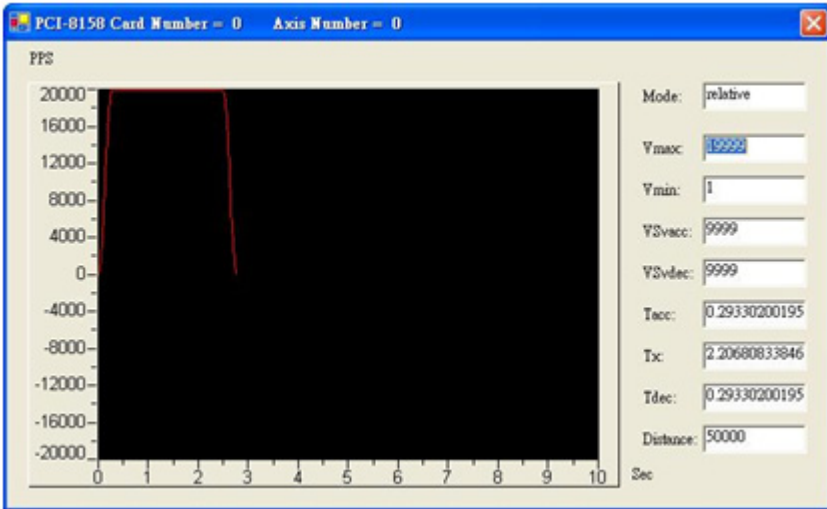 PCI-8158 Card Number = 0 Axis Number = 0
PPS
20000
16000
12000
8000
4000
0
-4000
-8000
-12000
-16000
-20000
0 1 2 3 4 5 6 7 8 9 10
Sec
Mode: relative
Vmax: 19999
Vmin: 1
VSvacc: 9999
VSvdec: 9999
Tacc: 0.29330200195
Tx: 2.20680833846
Tdec: 0.29330200195
Distance: 50000